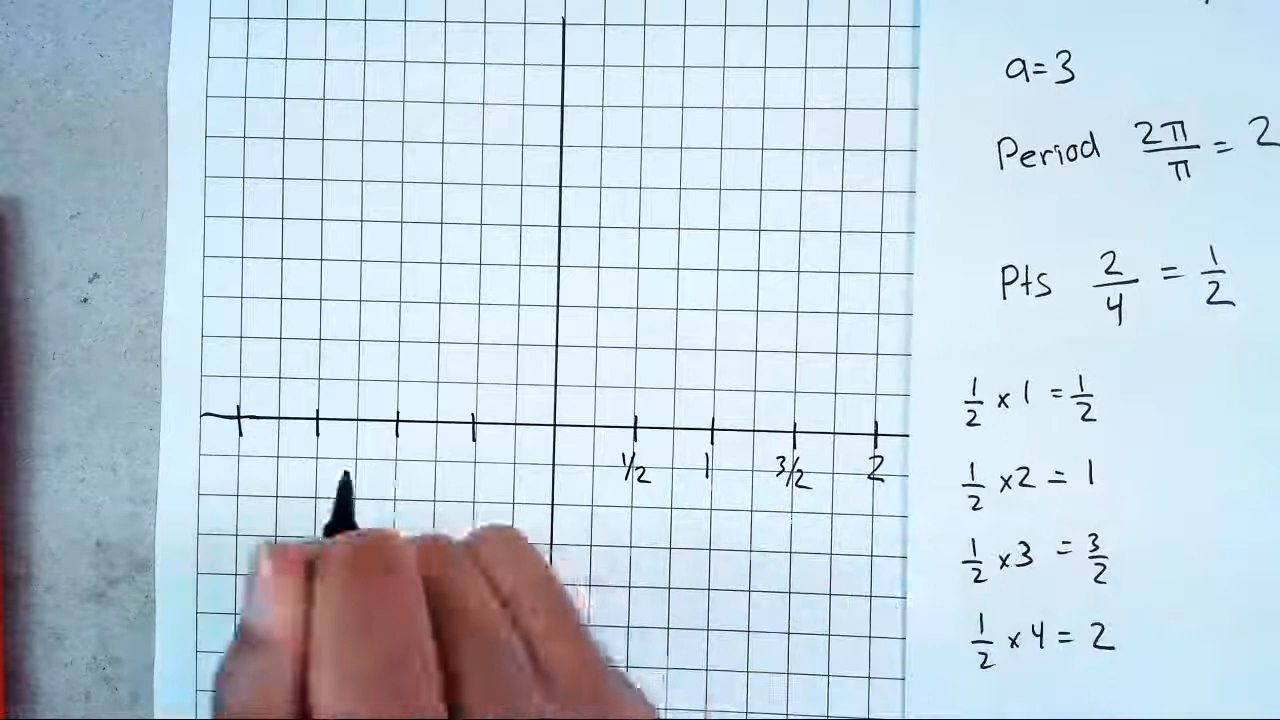 a=3
Period 2π/π = 2
Pts 2/4 = 1/2
1/2 x 1 = 1/2
1/2 x 2 = 1
1/2 x 3 = 3/2
1/2 x 4 = 2
1/2 1 3/2 2